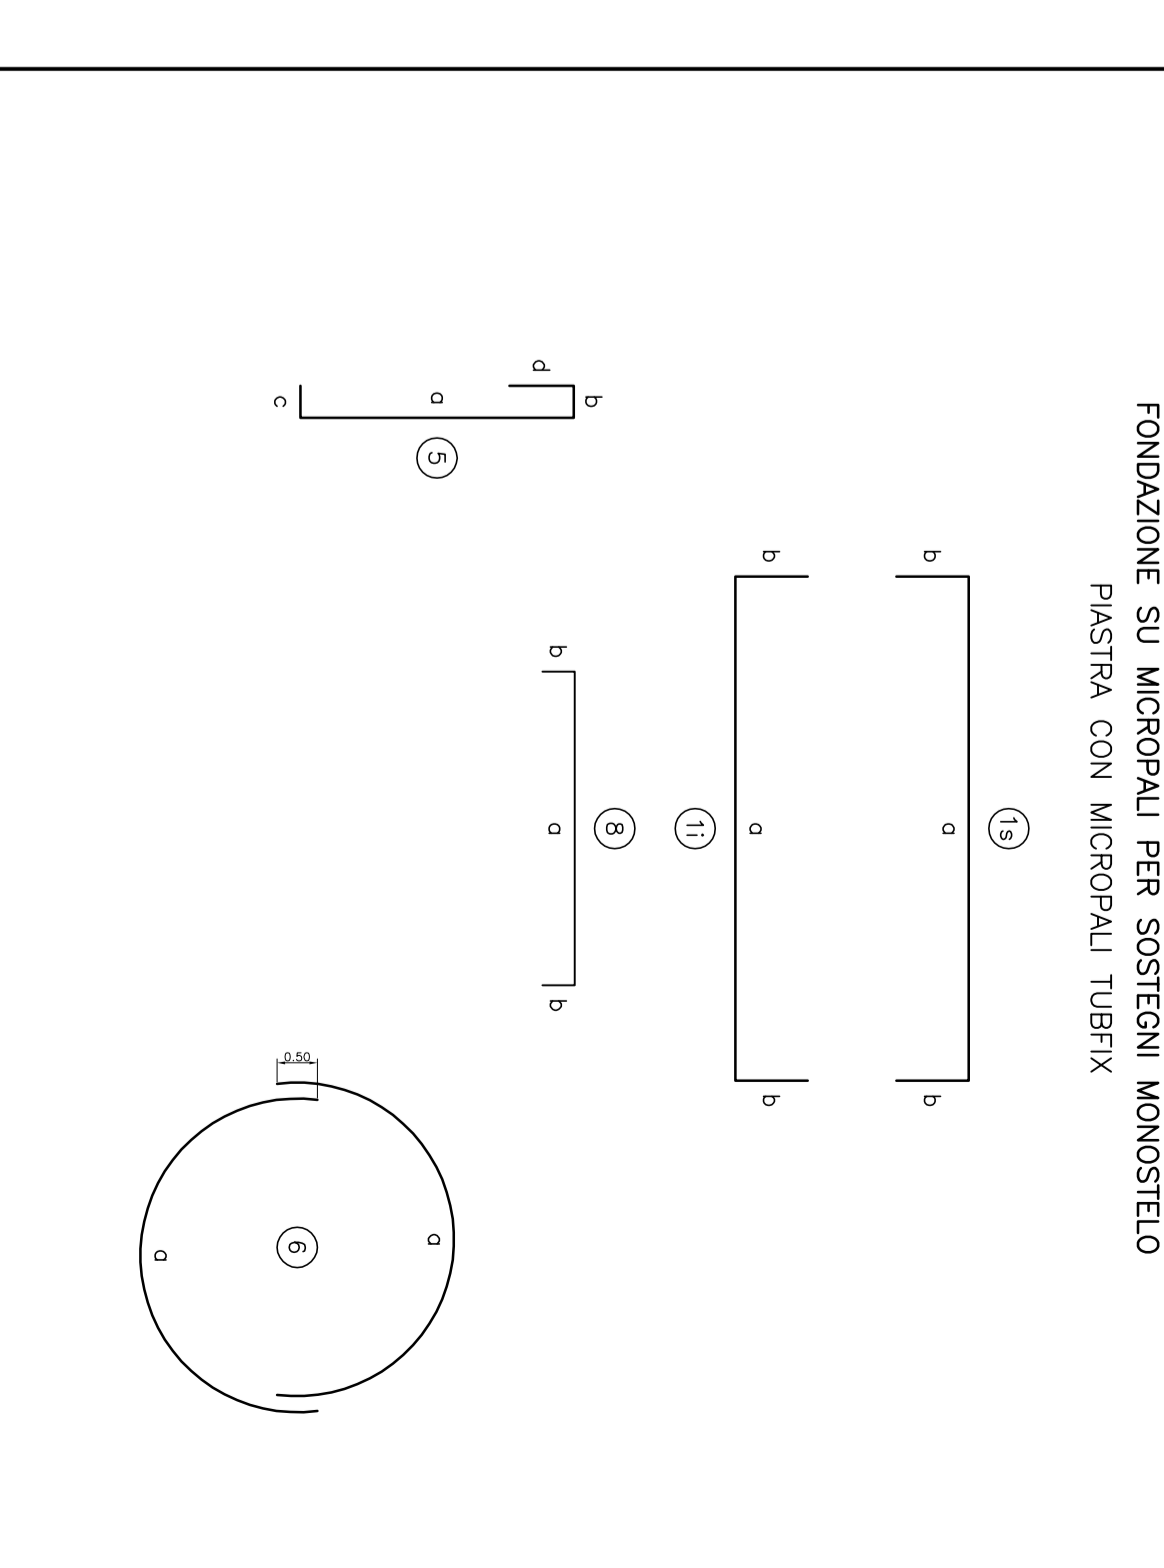 FONDAZIONE SU MICROPALI PER SOSTEGNI MONOSTELO
PIASTRA CON MICROPALI TUBFIX
1s
b
a
b
b
a
b
1i
8
b
a
b
b
d
a
c
5
0.50
a
6
a